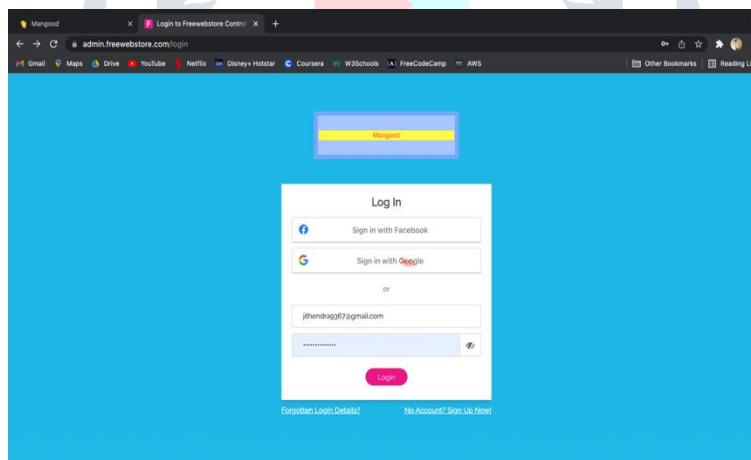 Mangood
Login to Freewebstore Contro
admin.freewebstore.com/login
Gmail Maps Drive YouTube Netflix Disney+ Hotstar Coursera W3Schools FreeCodeCamp AWS Other Bookmarks Reading Li
Mangood
Log In
Sign in with Facebook
Sign in with Google
or
jithendrag367@gmail.com
Login
Forgotten Login Details? No Account? Sign Up Now!